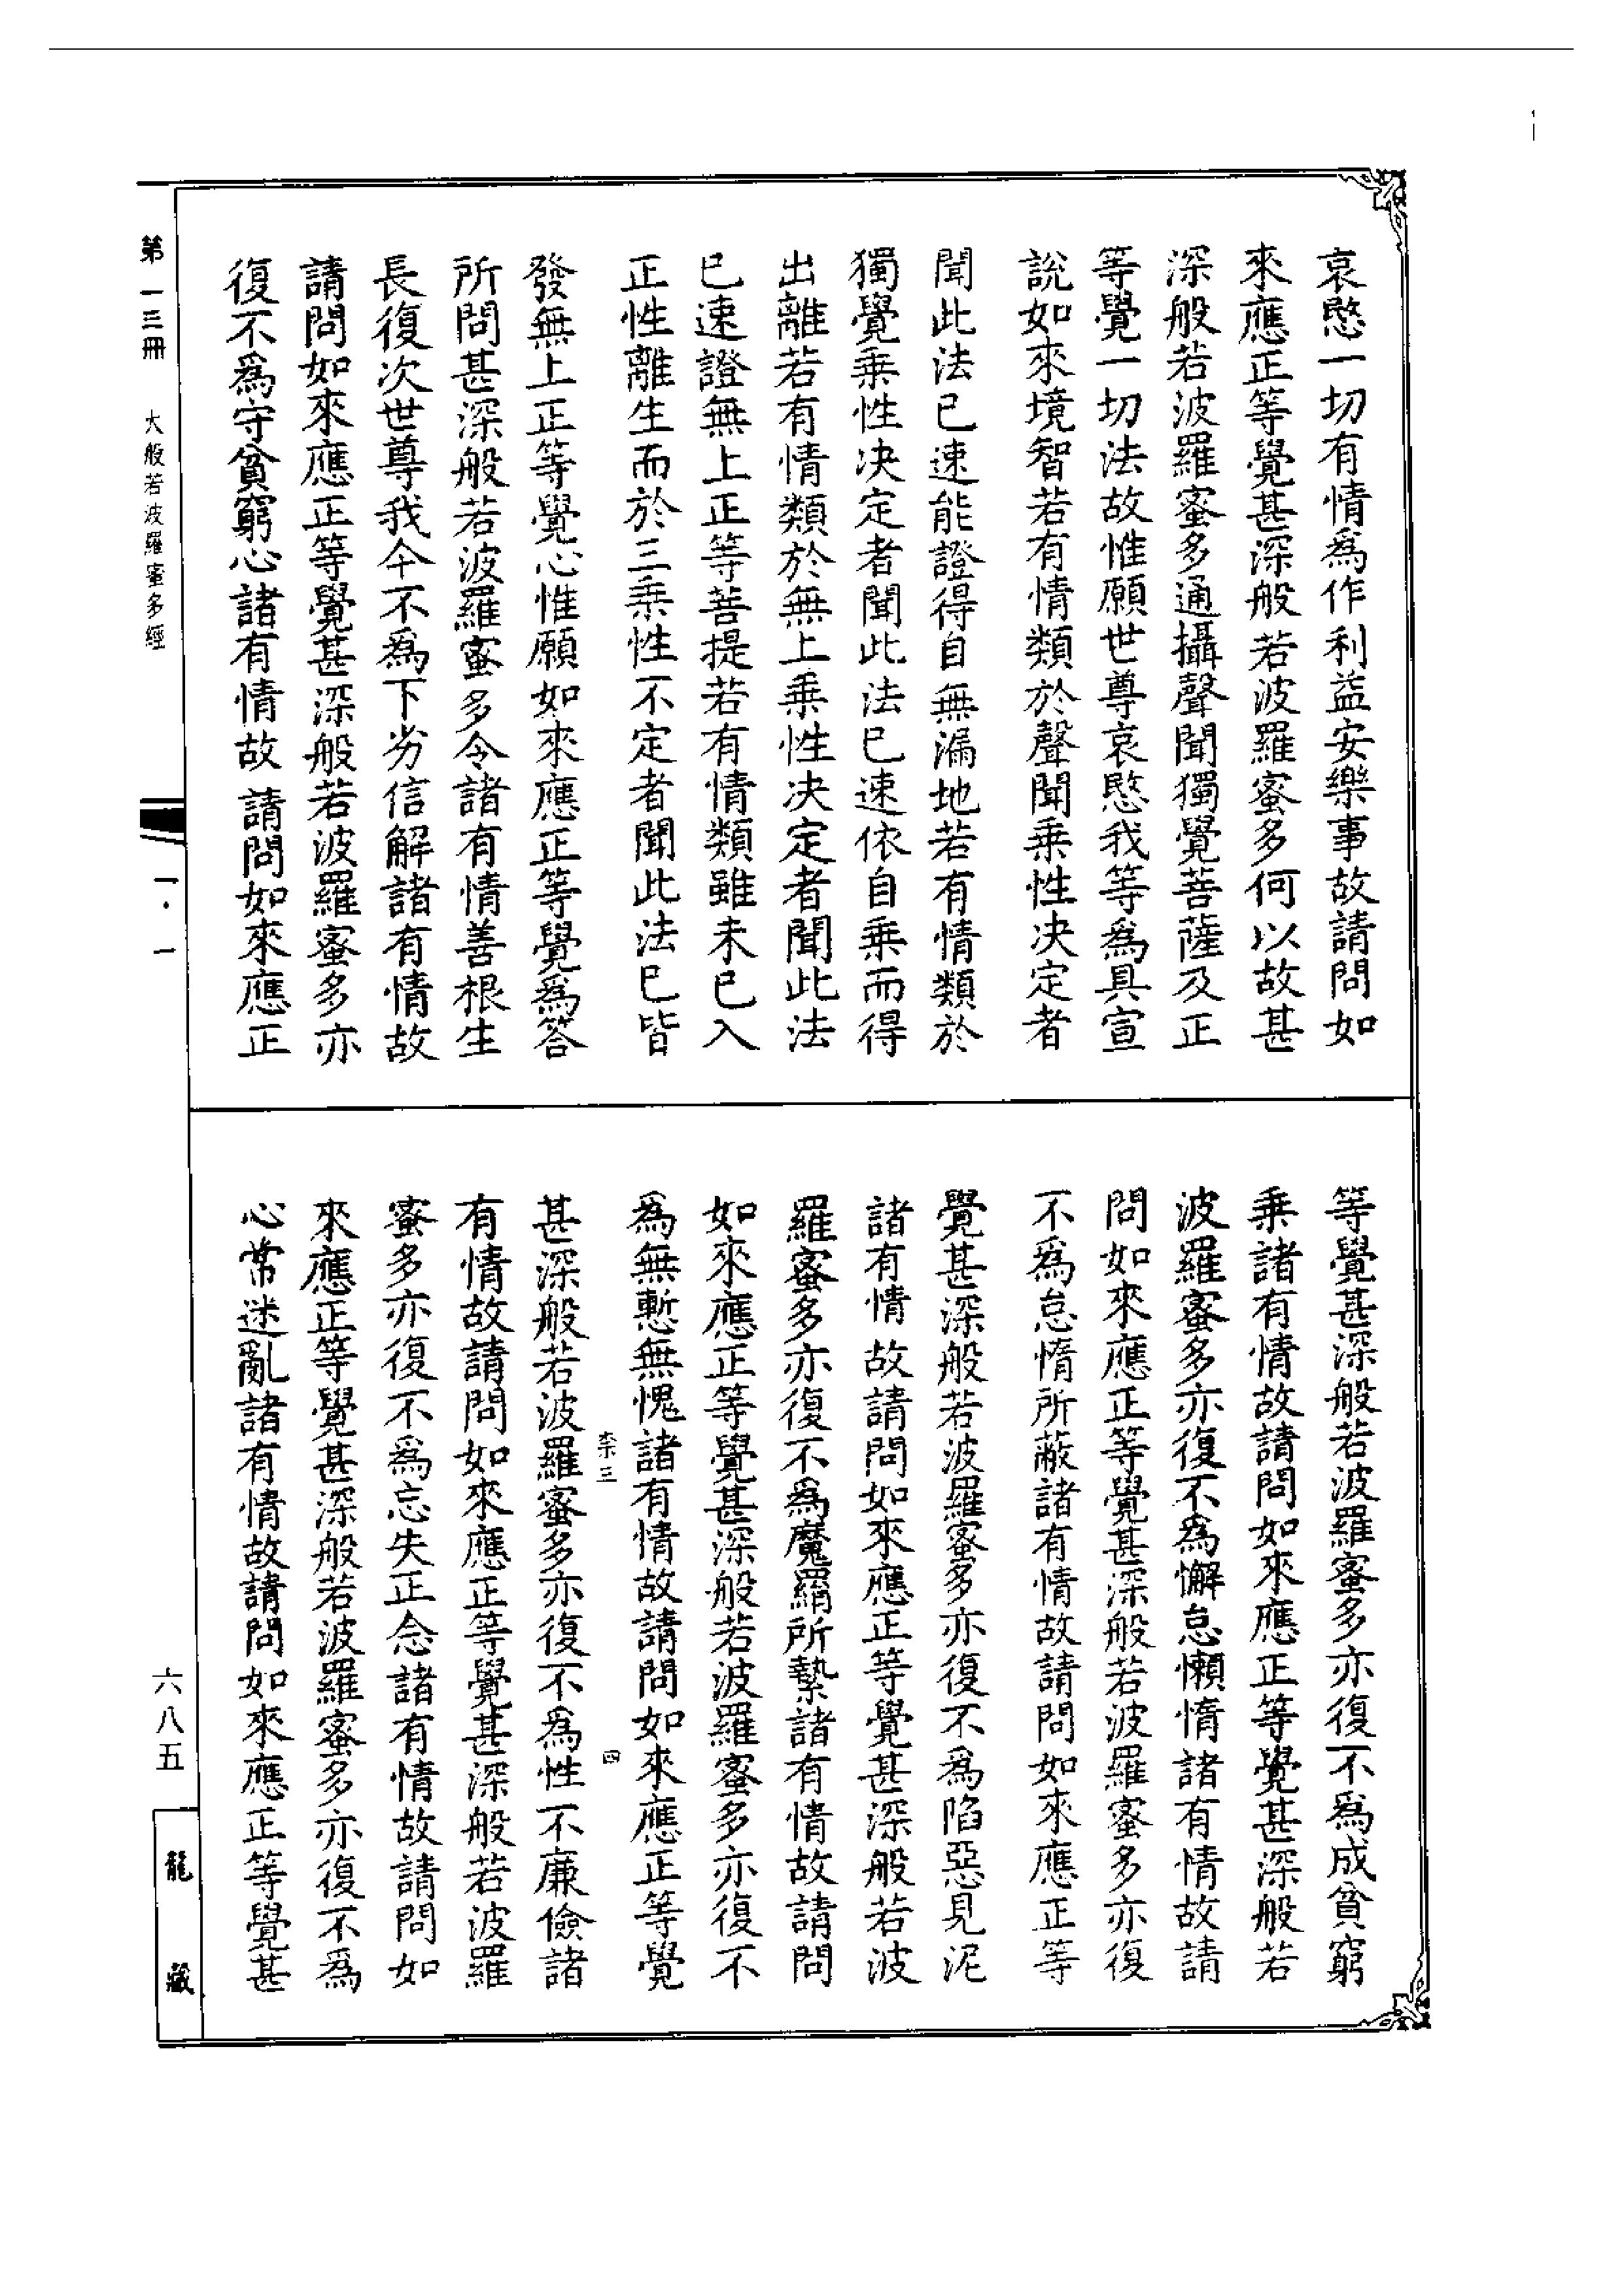 哀愍一切有情為作利益安樂事故請問如
來應正等覺甚深般若波羅蜜多何以故甚
深般若波羅蜜多通攝聲聞獨覺菩薩及正
等覺一切法故惟願世尊哀愍我等為具宣
說如來境智若有情類於聲聞乗性決定者
聞此法已速能證得自無漏地若有情類於
獨覺乗性決定者聞此法已速依自乗而得
出離若有情類於無上乗性決定者聞此法
已速證無上正等菩提若有情類雖未已入
正性離生而於三乗性不定者聞此法已皆
發無上正等覺心惟願如來應正等覺為答
所問甚深般若波羅蜜多令諸有情善根生
長復次世尊我今不為下劣信解諸有情故
請問如來應正等覺甚深般若波羅蜜多亦
復不為守貧窮心諸有情故請問如來應正
等覺甚深般若波羅蜜多亦復不為成貧窮
乗諸有情故請問如來應正等覺甚深般若
波羅蜜多亦復不為懈怠懶惰諸有情故請
問如來應正等覺甚深般若波羅蜜多亦復
不為怠惰所蔽諸有情故請問如來應正等
覺甚深般若波羅蜜多亦復不為陷惡見泥
諸有情故請問如來應正等覺甚深般若波
羅蜜多亦復不為魔羂所縶諸有情故請問
如來應正等覺甚深般若波羅蜜多亦復不
為無慙無愧諸有情故請問如來應正等覺
柰三 四
甚深般若波羅蜜多亦復不為性不廉儉諸
有情故請問如來應正等覺甚深般若波羅
蜜多亦復不為忘失正念諸有情故請問如
來應正等覺甚深般若波羅蜜多亦復不為
心常迷亂諸有情故請問如來應正等覺甚
第一三冊 大般若波羅蜜多經
一·一
六八五
龍藏